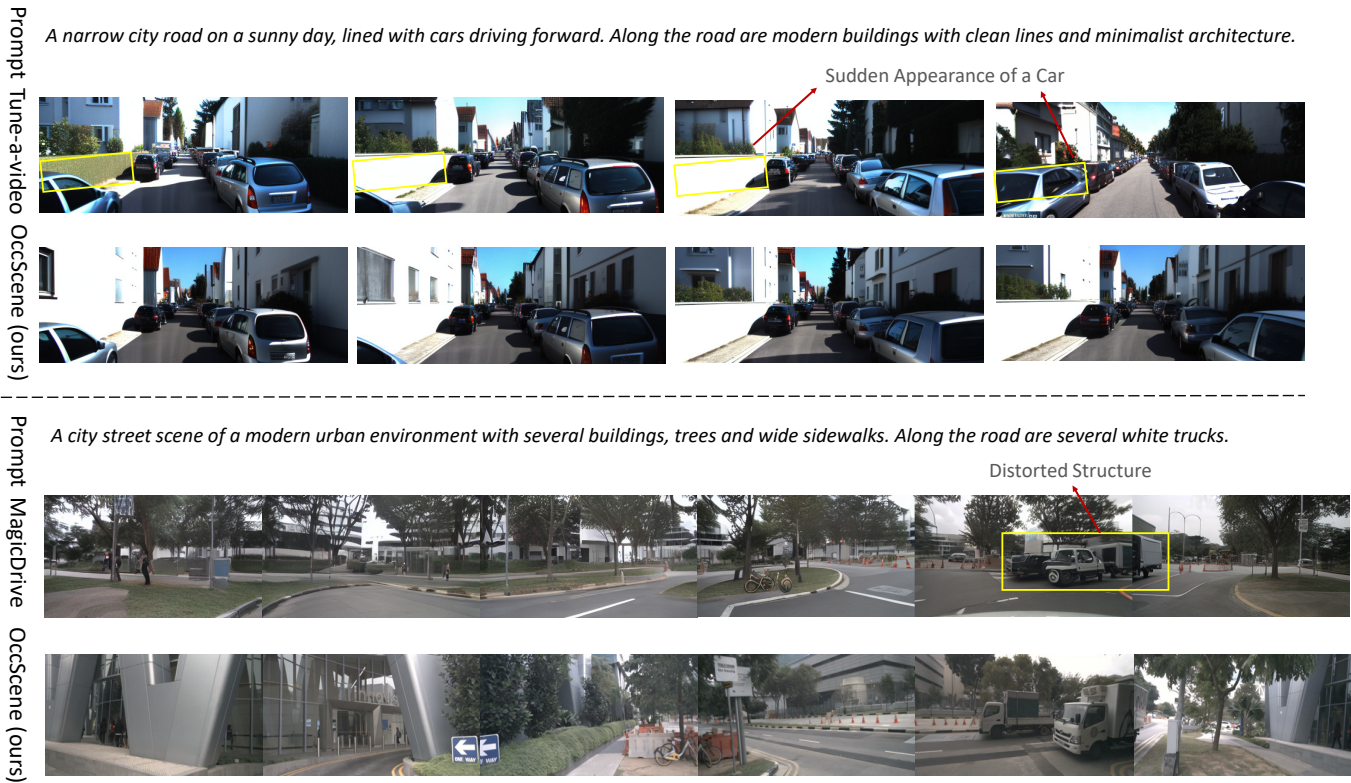 Prompt
A narrow city road on a sunny day, lined with cars driving forward. Along the road are modern buildings with clean lines and minimalist architecture.
Sudden Appearance of a Car
Tune-a-video
OccScene (ours)
Prompt
A city street scene of a modern urban environment with several buildings, trees and wide sidewalks. Along the road are several white trucks.
Distorted Structure
MagicDrive
OccScene (ours)
ONE WAY
WAY